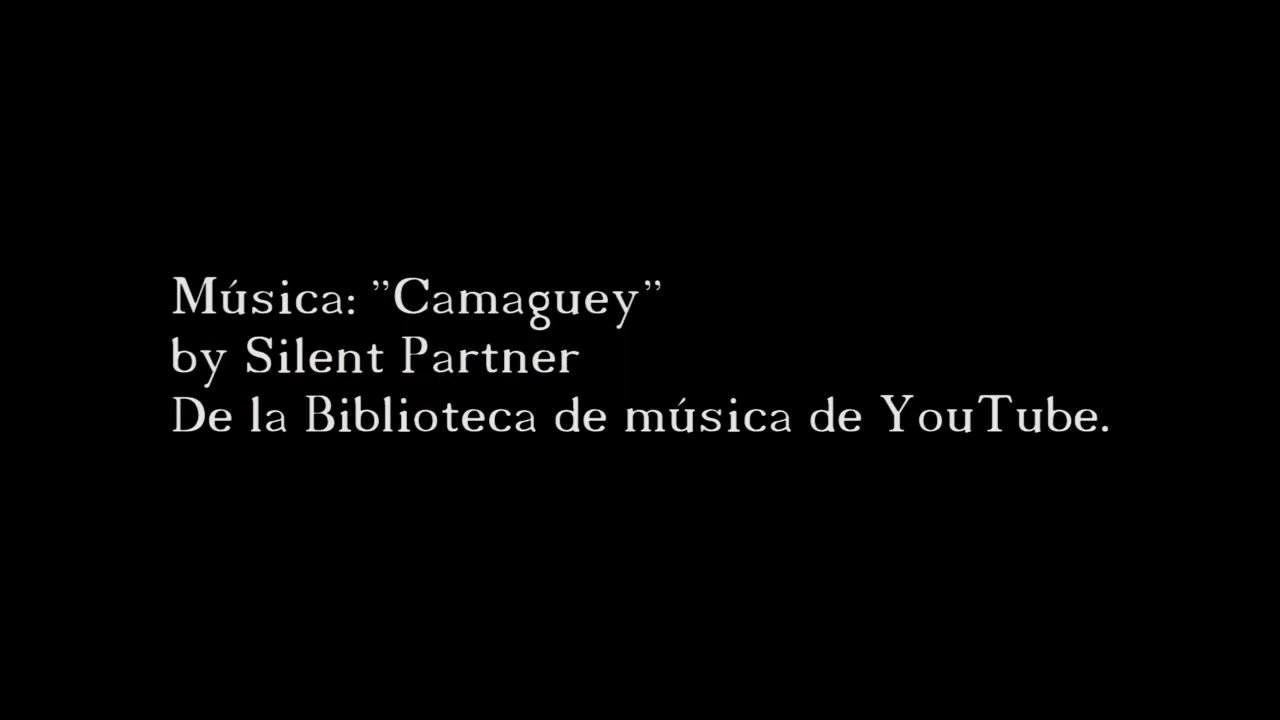 Música: ”Camaguey”
by Silent Partner
De la Biblioteca de música de YouTube.